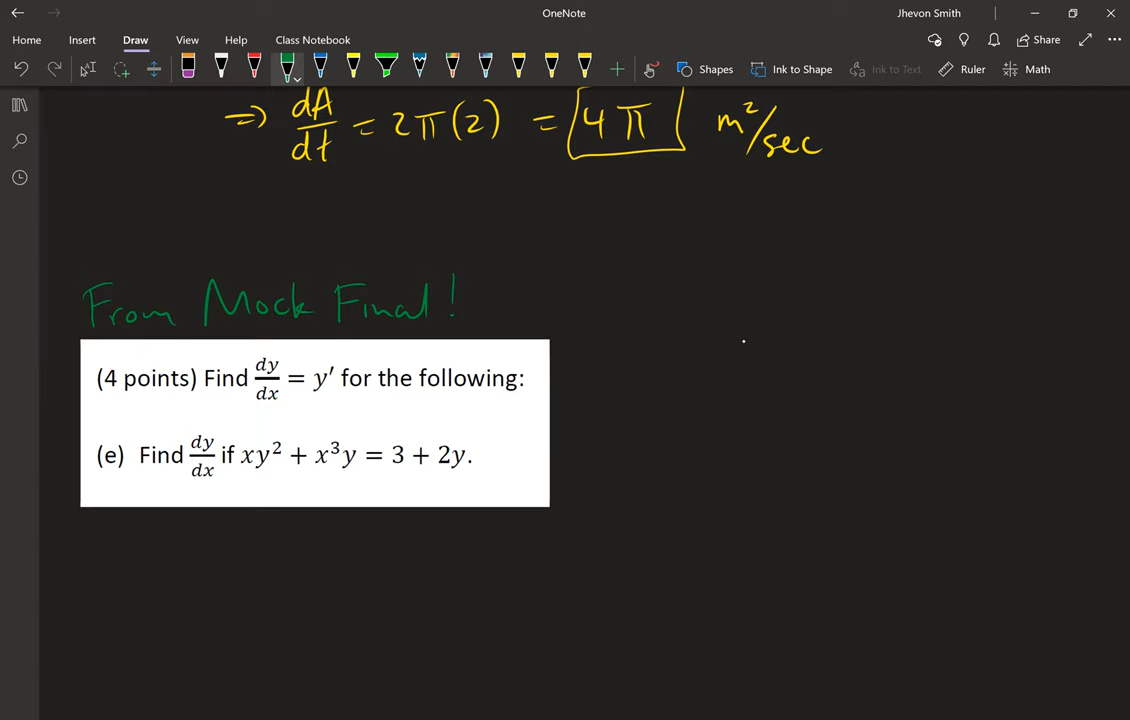 OneNote
Jhevon Smith
Home Insert Draw View Help Class Notebook
Share
Shapes Ink to Shape Ink to Text Ruler Math
=> dA/dt = 2π(2) = 4π m²/sec
From Mock Final!
(4 points) Find dy/dx = y′ for the following:
(e) Find dy/dx if xy² + x³y = 3 + 2y.